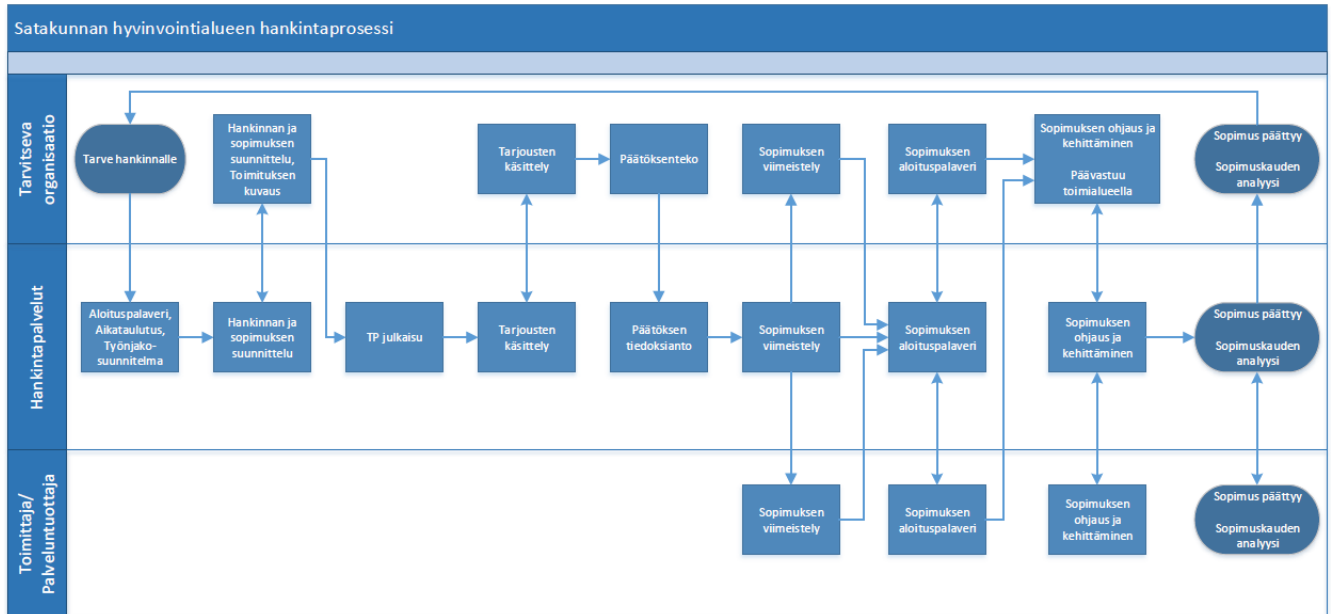 Satakunnan hyvinvointialueen hankintaprosessi
Tarvitseva
organisaatio
Tarve hankinnalle
Hankinnan ja
sopimuksen
suunnittelu,
Toimituksen
kuvaus
Tarjousten
käsittely
Päätöksenteko
Sopimuksen
viimeistely
Sopimuksen
aloituspalaveri
Sopimuksen ohjaus ja
kehittäminen
Päävastuu
toimialueella
Sopimus päättyy
Sopimuskauden
analyysi
Hankintapalvelut
Aloituspalaveri,
Aikataulutus,
Työnjako-
suunnitelma
Hankinnan ja
sopimuksen
suunnittelu
TP julkaisu
Tarjousten
käsittely
Päätöksen
tiedoksianto
Sopimuksen
viimeistely
Sopimuksen
aloituspalaveri
Sopimuksen
ohjaus ja
kehittäminen
Sopimus päättyy
Sopimuskauden
analyysi
Toimittaja/
Palveluntuottaja
Sopimuksen
viimeistely
Sopimuksen
aloituspalaveri
Sopimuksen
ohjaus ja
kehittäminen
Sopimus päättyy
Sopimuskauden
analyysi